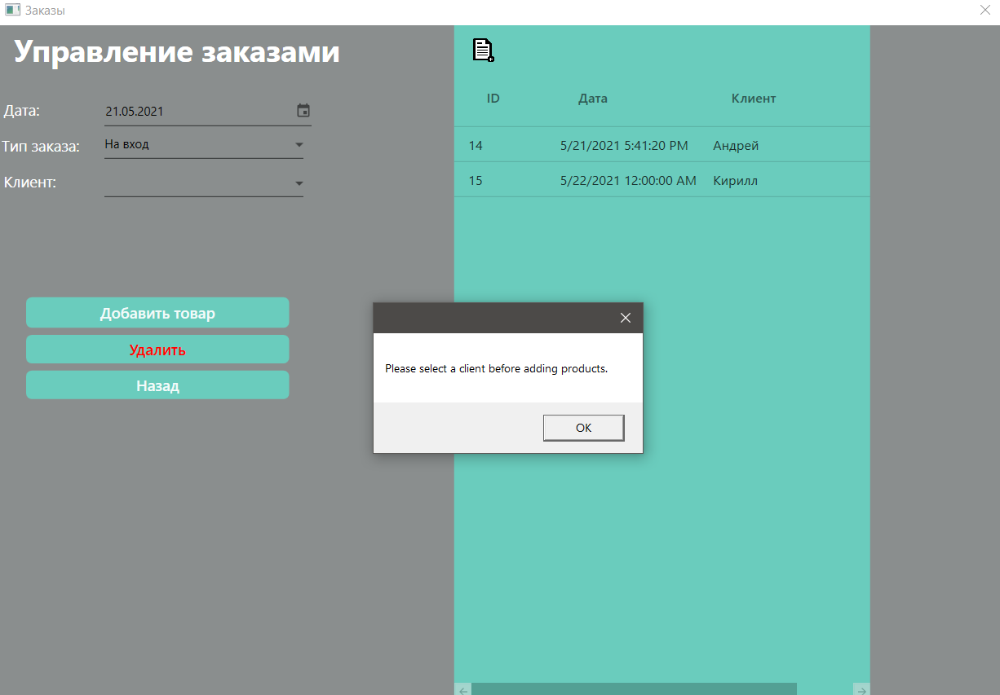 Заказы
Управление заказами
Дата:
21.05.2021
Тип заказа:
На вход
Клиент:
Добавить товар
Удалить
Назад
ID Дата Клиент
14 5/21/2021 5:41:20 PM Андрей
15 5/22/2021 12:00:00 AM Кирилл
Please select a client before adding products.
OK